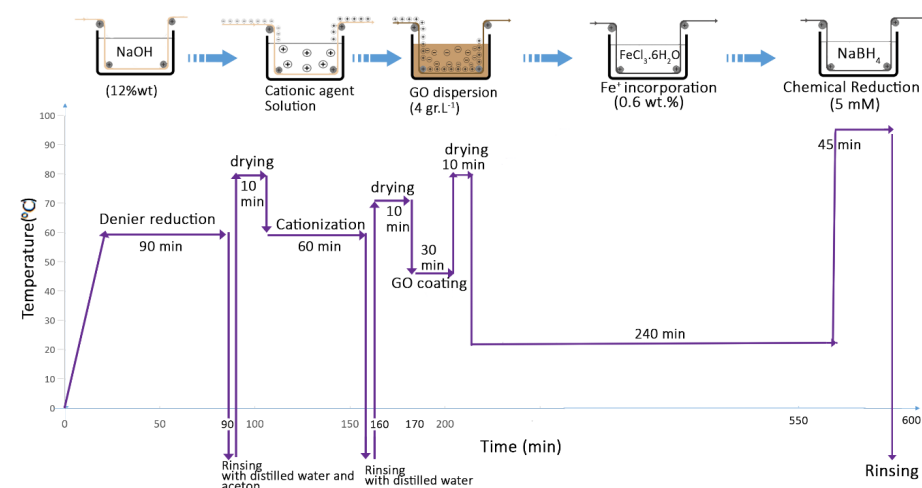 NaOH
(12%wt)
Cationic agent
Solution
GO dispersion
(4 gr.L⁻¹)
FeCl₃.6H₂O
Fe⁺ incorporation
(0.6 wt.%)
NaBH₄
Chemical Reduction
(5 mM)
Temperature(°C)
100
90
80
70
60
50
40
30
20
10
0
Denier reduction
90 min
drying
10
min
Cationization
60 min
drying
10
min
30
min
GO coating
drying
10 min
240 min
45 min
0
50
90
100
150
160
170
200
550
600
Time (min)
Rinsing
with distilled water and
aceton
Rinsing
with distilled water
Rinsing